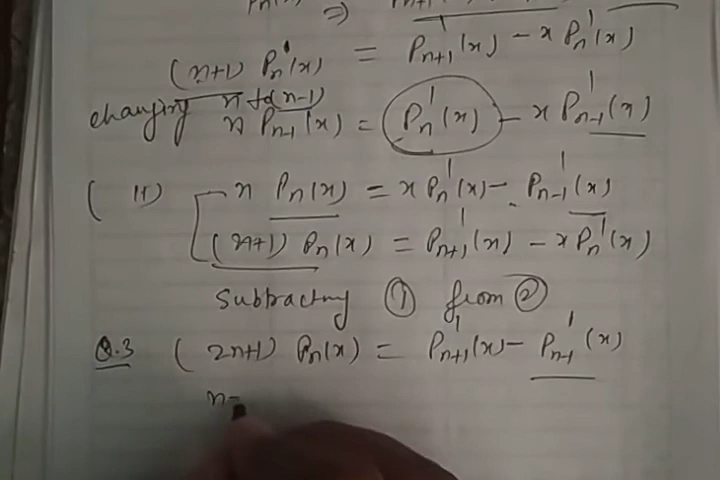 ⇒
(n+1) Pn'(x) = Pn+1'(x) - x Pn'(x)
changing n to (n-1)
n Pn-1(x) = Pn'(x) - x Pn-1'(x)
( II) n Pn(x) = x Pn'(x) - Pn-1'(x)
(n+1) Pn(x) = Pn+1'(x) - x Pn'(x)
Subtracting ① from ②
Q.3 ( 2n+1) Pn(x) = Pn+1'(x) - Pn-1'(x)
n=